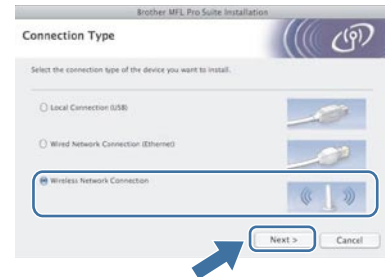 Brother MFL Pro Suite Installation
Connection Type
Select the connection type of the device you want to install.
Local Connection (USB)
Wired Network Connection (Ethernet)
Wireless Network Connection
Next >
Cancel